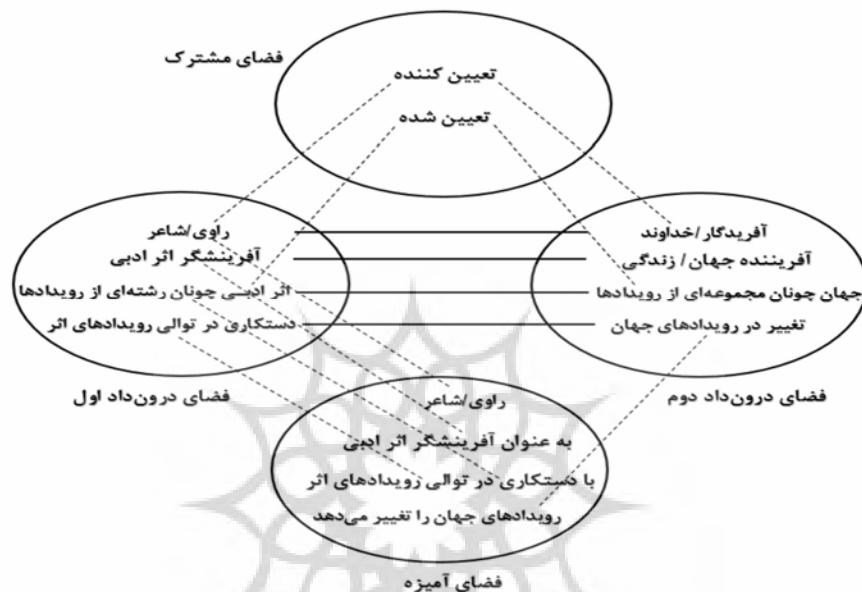 فضای مشترک
تعیین کننده
تعیین شده
راوی/شاعر
آفرینشگر اثر ادبی
اثر ادبی چونان رشته‌ای از رویدادها
دستکاری در توالی رویدادهای اثر
فضای درون‌داد اول
آفریدگار/خداوند
آفریننده جهان/ زندگی
جهان چونان مجموعه‌ای از رویدادها
تغییر در رویدادهای جهان
فضای درون‌داد دوم
راوی/شاعر
به عنوان آفرینشگر اثر ادبی
با دستکاری در توالی رویدادهای اثر
رویدادهای جهان را تغییر می‌دهد
فضای آمیزه